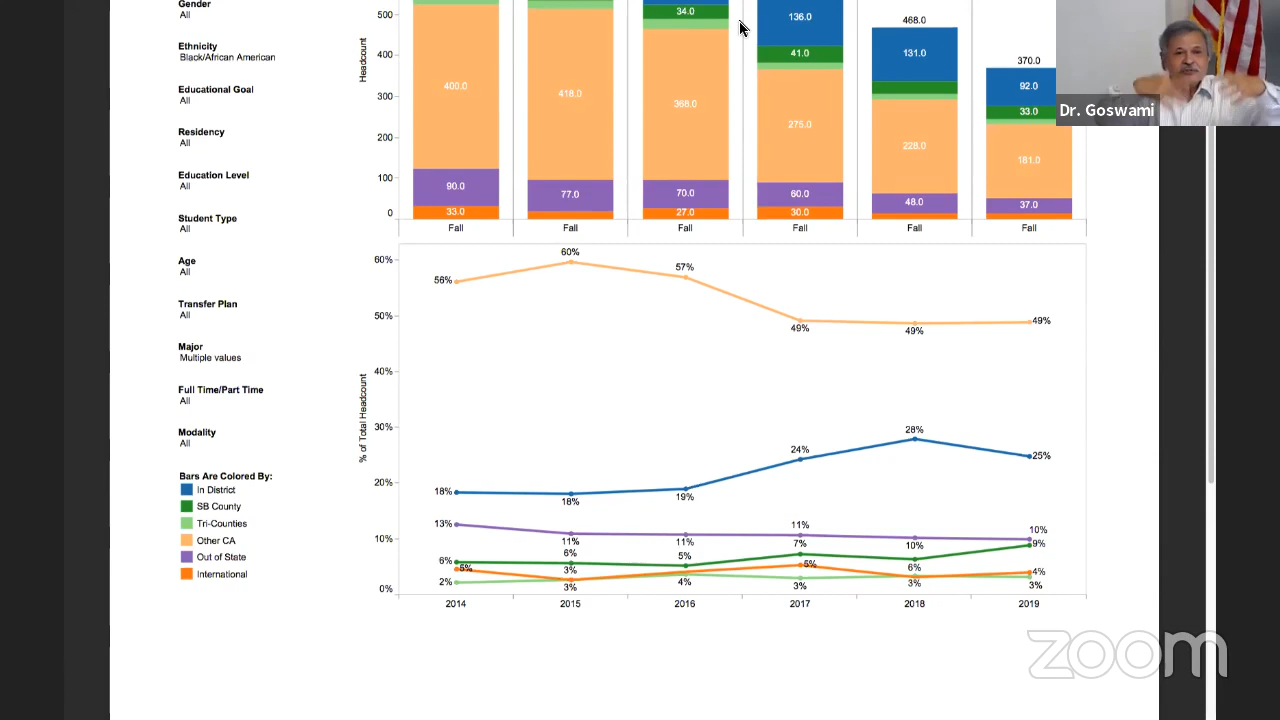 Gender
All
Ethnicity
Black/African American
Educational Goal
All
Residency
All
Education Level
All
Student Type
All
Age
All
Transfer Plan
All
Major
Multiple values
Full Time/Part Time
All
Modality
All
Bars Are Colored By:
In District
SB County
Tri-Counties
Other CA
Out of State
International
Headcount
500
400
300
200
100
0
400.0
90.0
33.0
418.0
77.0
34.0
368.0
70.0
27.0
136.0
41.0
275.0
60.0
30.0
468.0
131.0
228.0
48.0
370.0
92.0
33.0
181.0
37.0
Fall Fall Fall Fall Fall Fall
% of Total Headcount
60%
50%
40%
30%
20%
10%
0%
56% 60% 57% 49% 49% 49%
18% 18% 19% 24% 28% 25%
13% 11% 11% 11% 10% 10%
6% 6% 5% 7% 6% 9%
5% 3% 4% 5% 3% 4%
2% 3% 3% 3%
2014 2015 2016 2017 2018 2019
Dr. Goswami
zoom